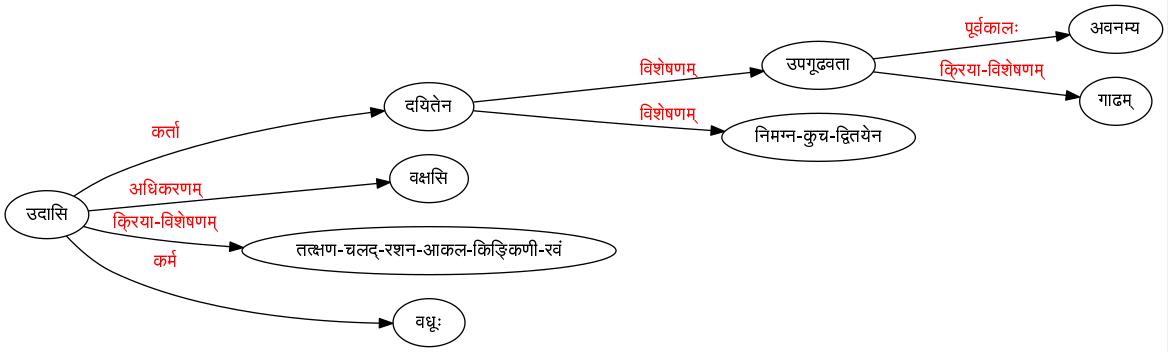 पूर्वकालः
अवनम्य
विशेषणम्
उपगूढवता
क्रिया-विशेषणम्
गाढम्
कर्ता
दयितेन
विशेषणम्
निमग्न-कुच-द्वितयेन
उदासि
अधिकरणम्
वक्षसि
क्रिया-विशेषणम्
तत्क्षण-चलद्-रशन-आकल-किङ्किणी-रवं
कर्म
वधूः